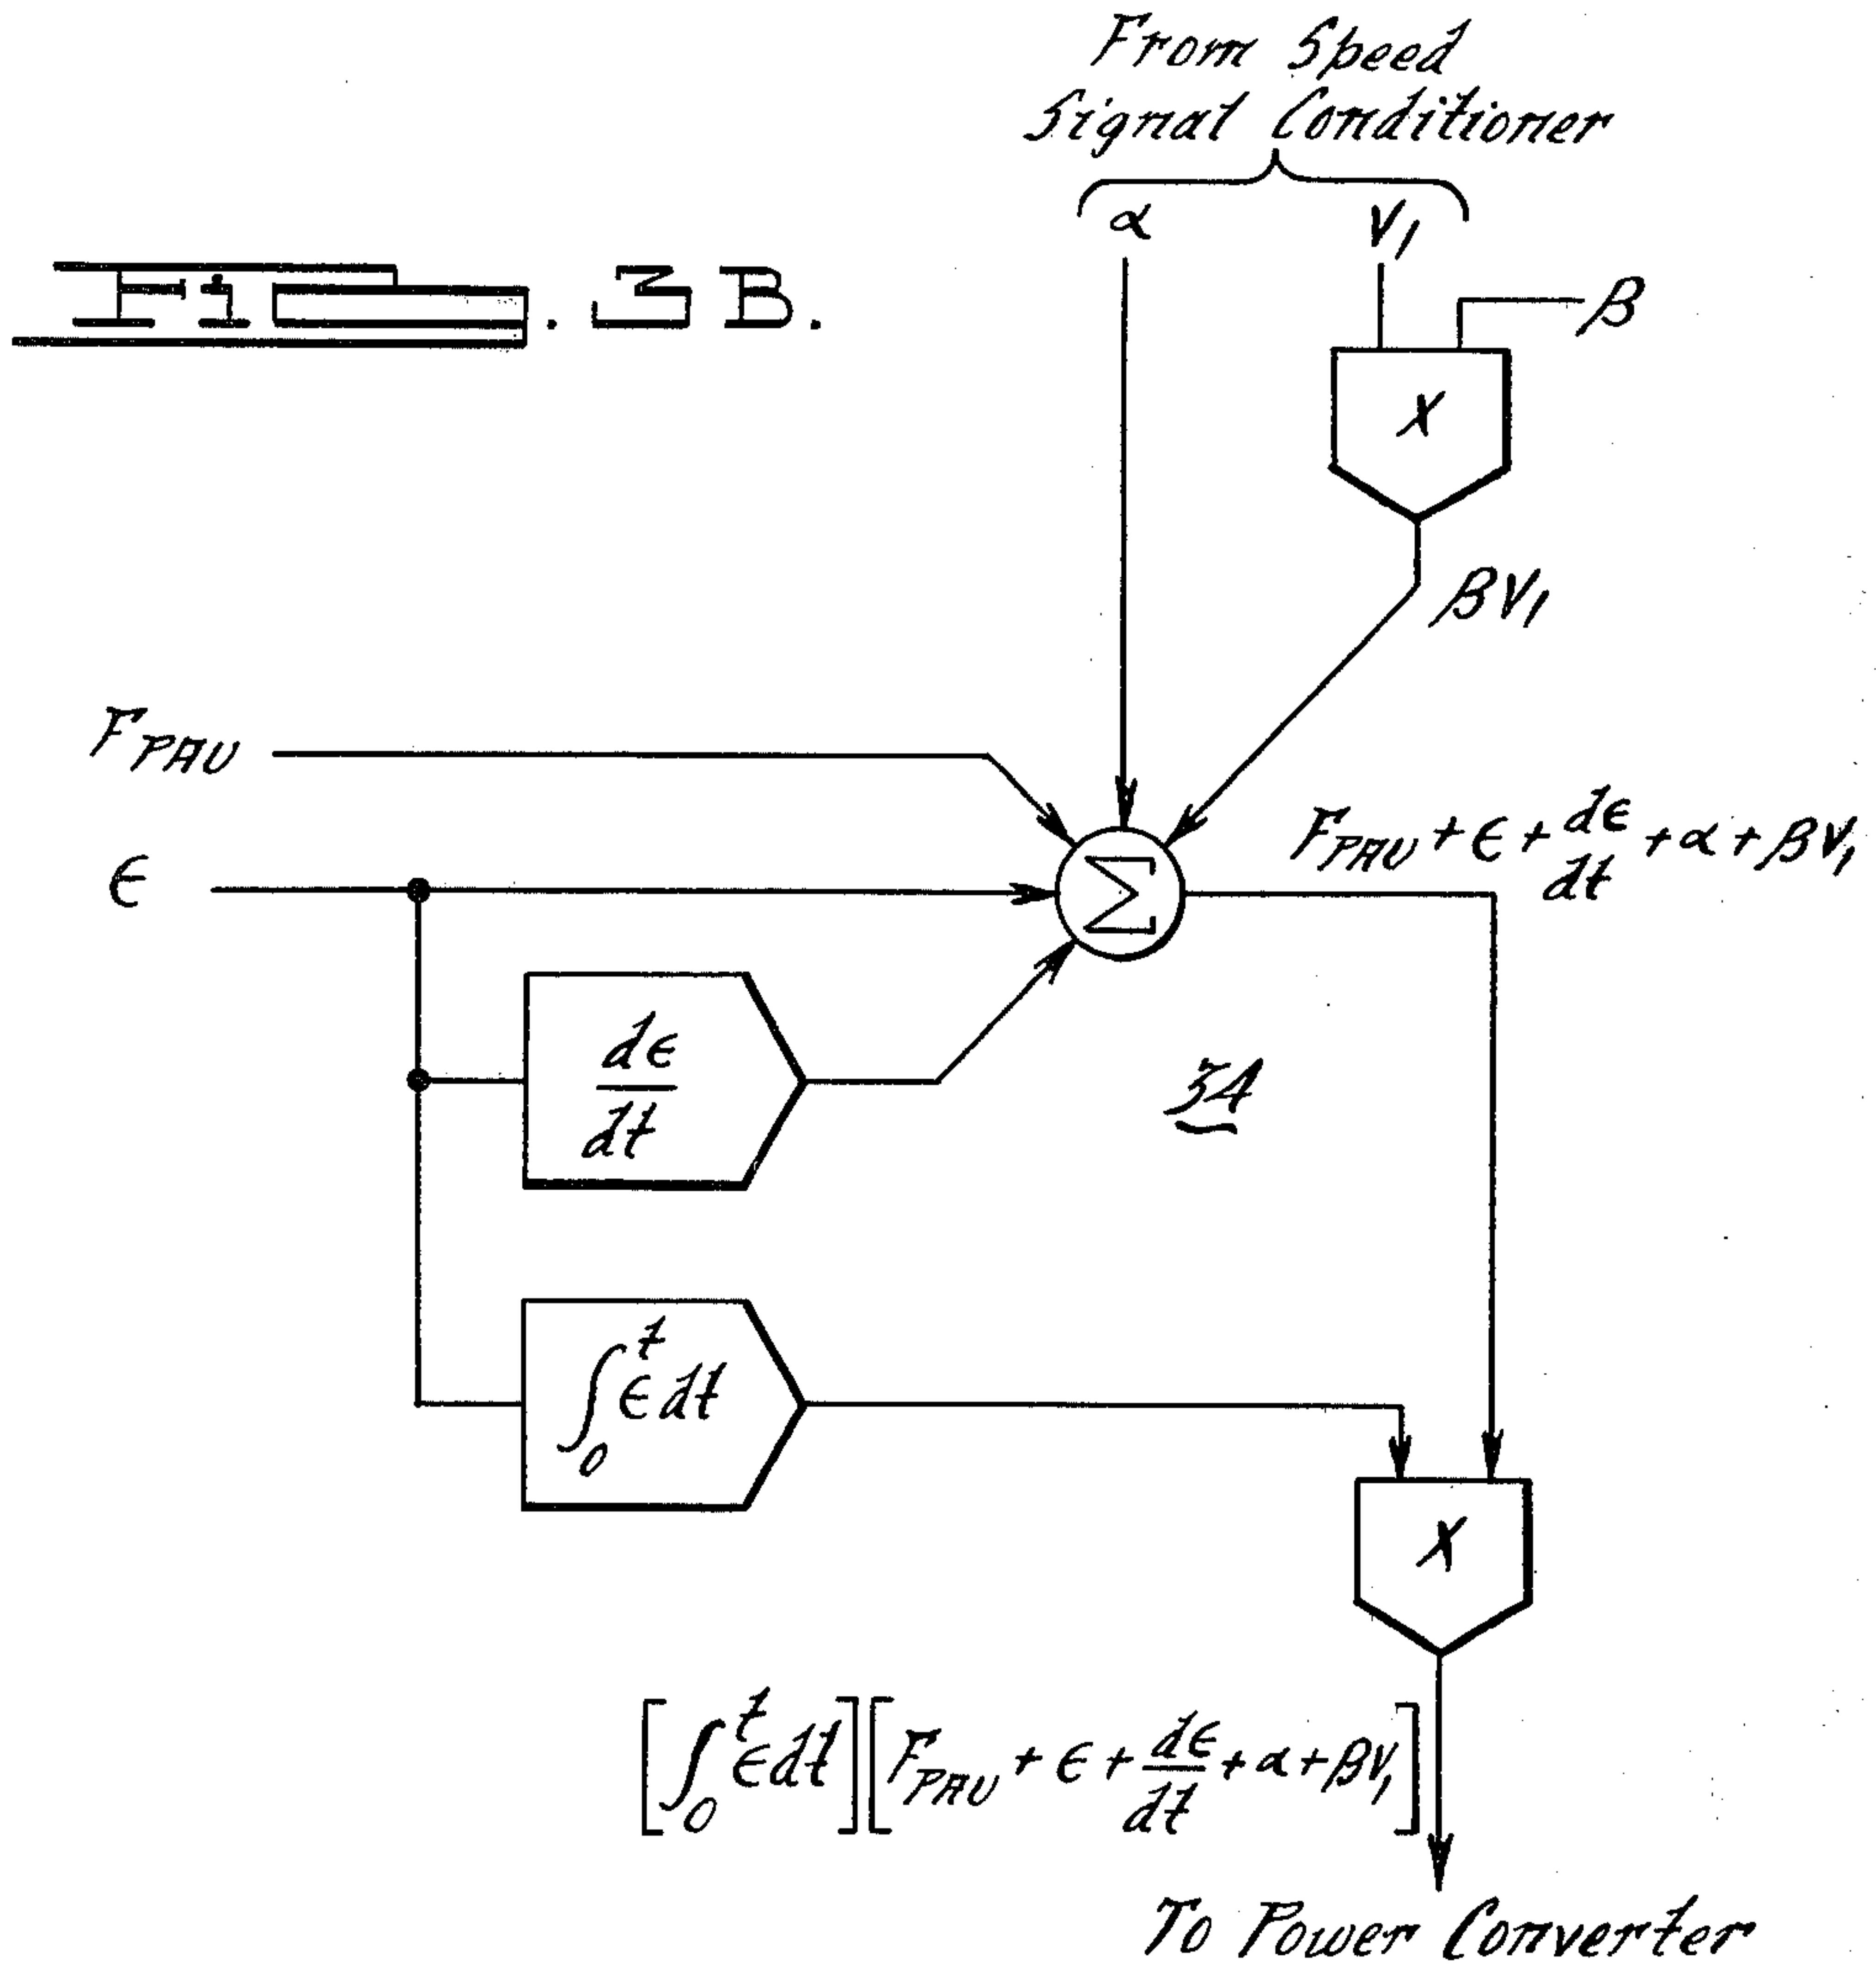 From Speed
Signal Conditioner
α V₁
Fig. 3B.
β
X
βV₁
F_PAU
ϵ
Σ
F_PAU + ϵ + dϵ/dt + α + βV₁
dϵ/dt
34
∫₀ᵗ ϵ dt
X
[∫₀ᵗ ϵ dt][F_PAU + ϵ + dϵ/dt + α + βV₁]
To Power Converter